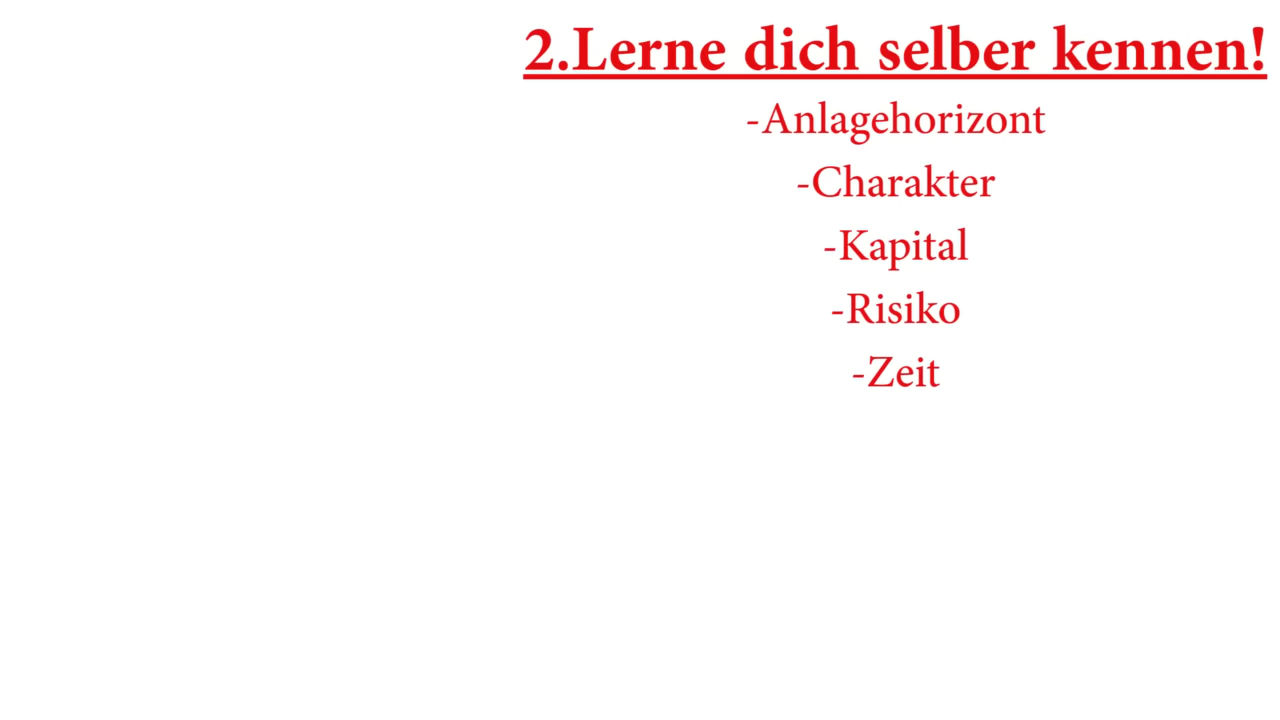 2.Lerne dich selber kennen!
-Anlagehorizont
-Charakter
-Kapital
-Risiko
-Zeit